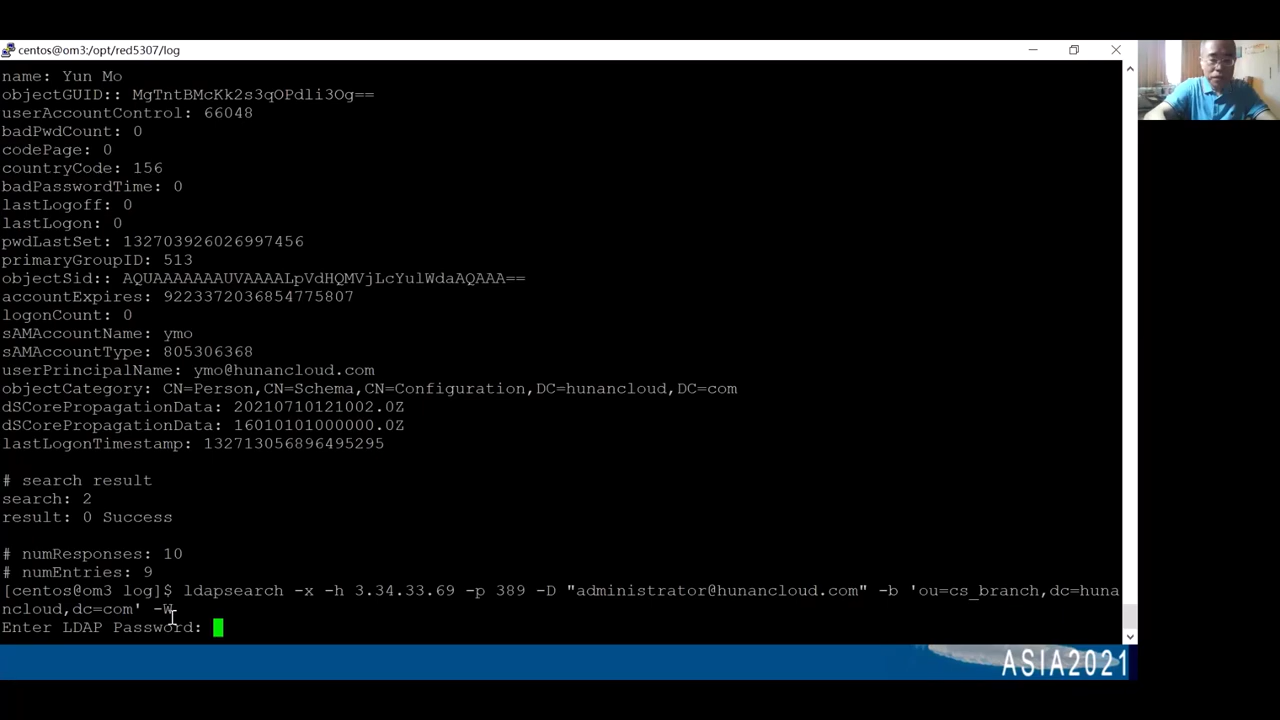 centos@om3:/opt/red5307/log
name: Yun Mo
objectGUID:: MgTntBMcKk2s3qOPdli3Og==
userAccountControl: 66048
badPwdCount: 0
codePage: 0
countryCode: 156
badPasswordTime: 0
lastLogoff: 0
lastLogon: 0
pwdLastSet: 132703926026997456
primaryGroupID: 513
objectSid:: AQUAAAAAAAUVAAAALpVdHQMVjLcYulWdaAQAAA==
accountExpires: 9223372036854775807
logonCount: 0
sAMAccountName: ymo
sAMAccountType: 805306368
userPrincipalName: ymo@hunancloud.com
objectCategory: CN=Person,CN=Schema,CN=Configuration,DC=hunancloud,DC=com
dSCorePropagationData: 20210710121002.0Z
dSCorePropagationData: 16010101000000.0Z
lastLogonTimestamp: 132713056896495295
# search result
search: 2
result: 0 Success
# numResponses: 10
# numEntries: 9
[centos@om3 log]$ ldapsearch -x -h 3.34.33.69 -p 389 -D "administrator@hunancloud.com" -b 'ou=cs_branch,dc=huna
ncloud,dc=com' -W
Enter LDAP Password:
ASIA2021